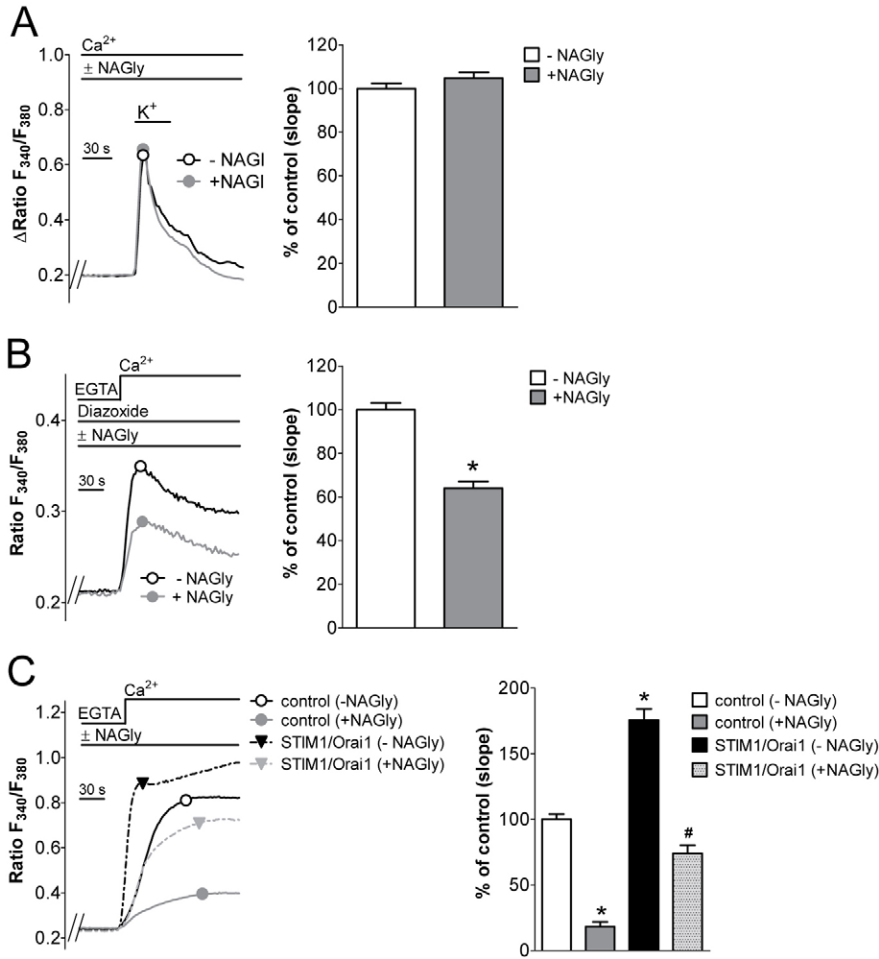 A
Ca²⁺
± NAGly
K⁺
30 s
- NAGl
+NAGl
ΔRatio F₃₄₀/F₃₈₀
1.0
0.8
0.6
0.4
0.2
% of control (slope)
120
100
80
60
40
20
0
- NAGly
+NAGly
B
Ca²⁺
EGTA
Diazoxide
± NAGly
30 s
- NAGly
+ NAGly
Ratio F₃₄₀/F₃₈₀
0.4
0.3
0.2
% of control (slope)
120
100
80
60
40
20
0
*
- NAGly
+NAGly
C
Ca²⁺
EGTA
± NAGly
30 s
Ratio F₃₄₀/F₃₈₀
1.2
1.0
0.8
0.6
0.4
0.2
control (-NAGly)
control (+NAGly)
STIM1/Orai1 (- NAGly)
STIM1/Orai1 (+NAGly)
% of control (slope)
200
150
100
50
0
*
*
#
control (- NAGly)
control (+NAGly)
STIM1/Orai1 (- NAGly)
STIM1/Orai1 (+NAGly)